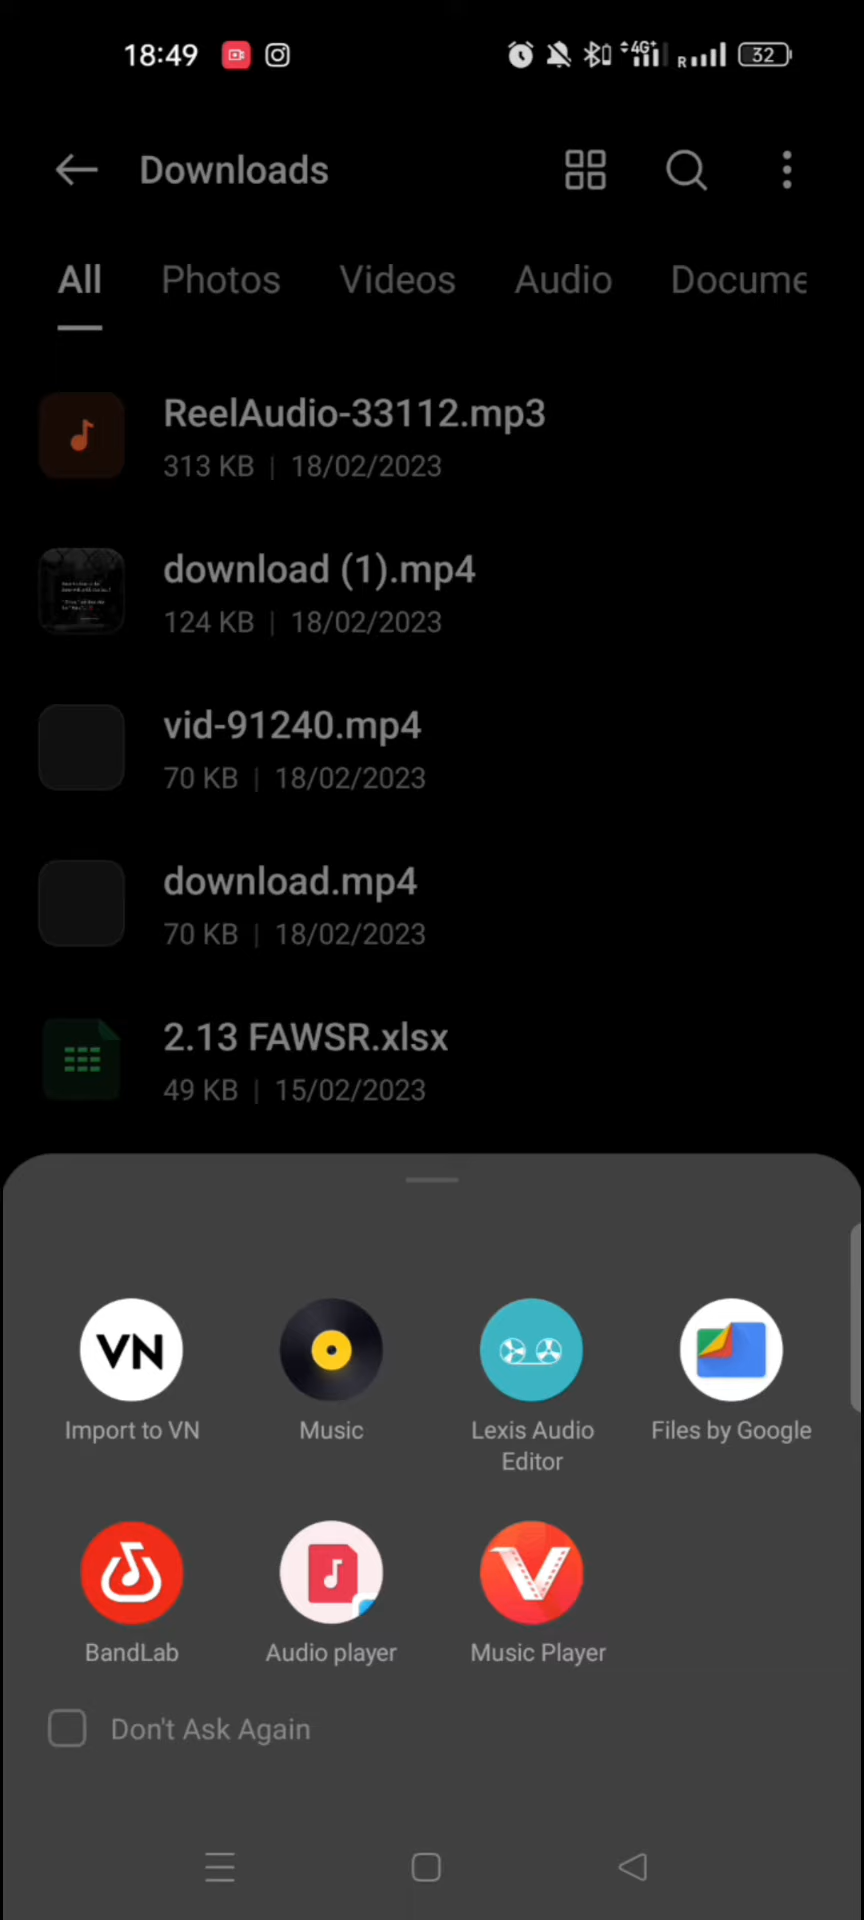 18:49 4G+ R 32
Downloads
All Photos Videos Audio Docume
ReelAudio-33112.mp3
313 KB | 18/02/2023
download (1).mp4
124 KB | 18/02/2023
vid-91240.mp4
70 KB | 18/02/2023
download.mp4
70 KB | 18/02/2023
2.13 FAWSR.xlsx
49 KB | 15/02/2023
VN
Import to VN Music Lexis Audio Files by Google
Editor
BandLab Audio player Music Player
Don't Ask Again